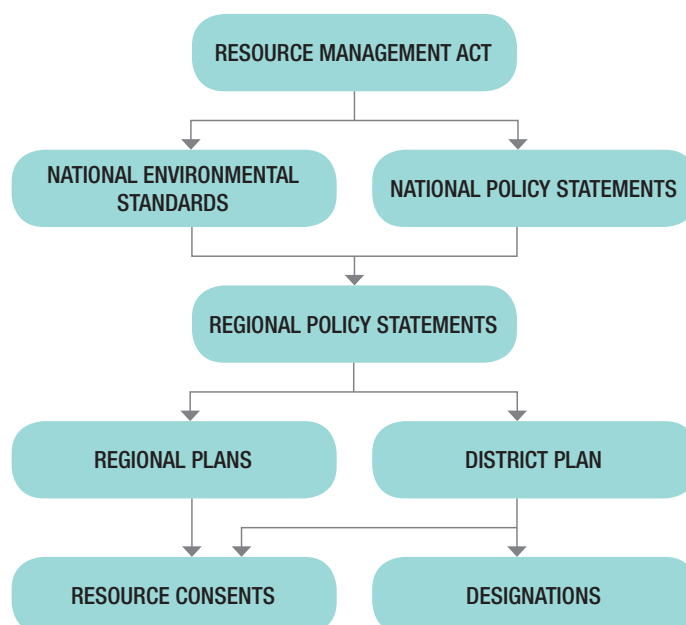 RESOURCE MANAGEMENT ACT
NATIONAL ENVIRONMENTAL
STANDARDS
NATIONAL POLICY STATEMENTS
REGIONAL POLICY STATEMENTS
REGIONAL PLANS
DISTRICT PLAN
RESOURCE CONSENTS
DESIGNATIONS